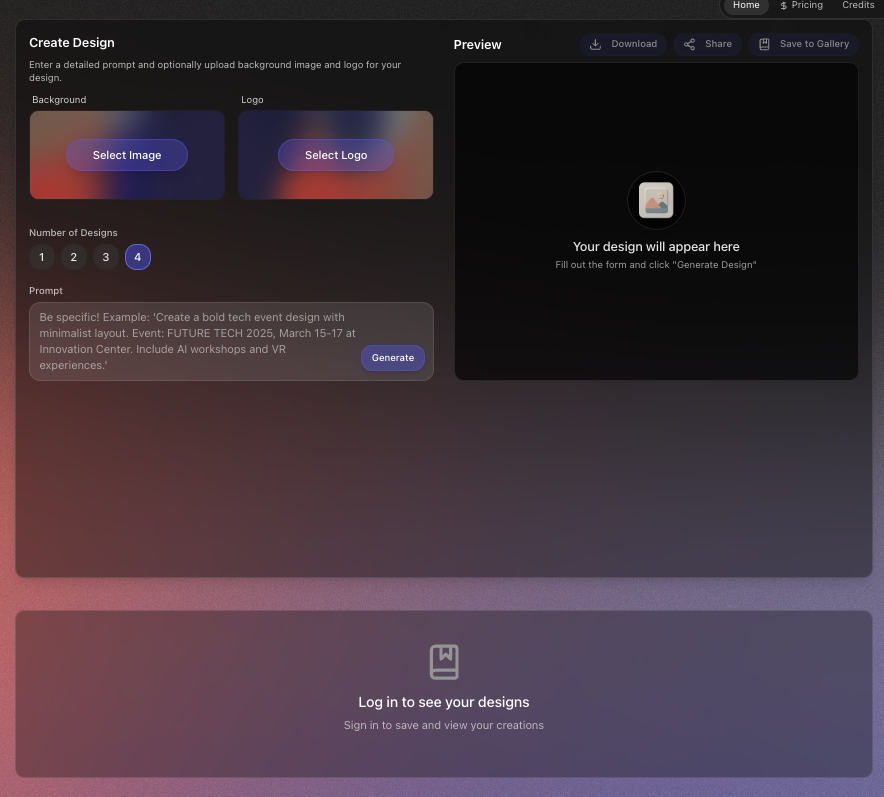 Home
Pricing
Credits
Create Design
Enter a detailed prompt and optionally upload background image and logo for your
design.
Background
Logo
Select Image
Select Logo
Number of Designs
1
2
3
4
Prompt
Be specific! Example: 'Create a bold tech event design with
minimalist layout. Event: FUTURE TECH 2025, March 15-17 at
Innovation Center. Include AI workshops and VR
experiences.'
Generate
Preview
Download
Share
Save to Gallery
Your design will appear here
Fill out the form and click "Generate Design"
Log in to see your designs
Sign in to save and view your creations